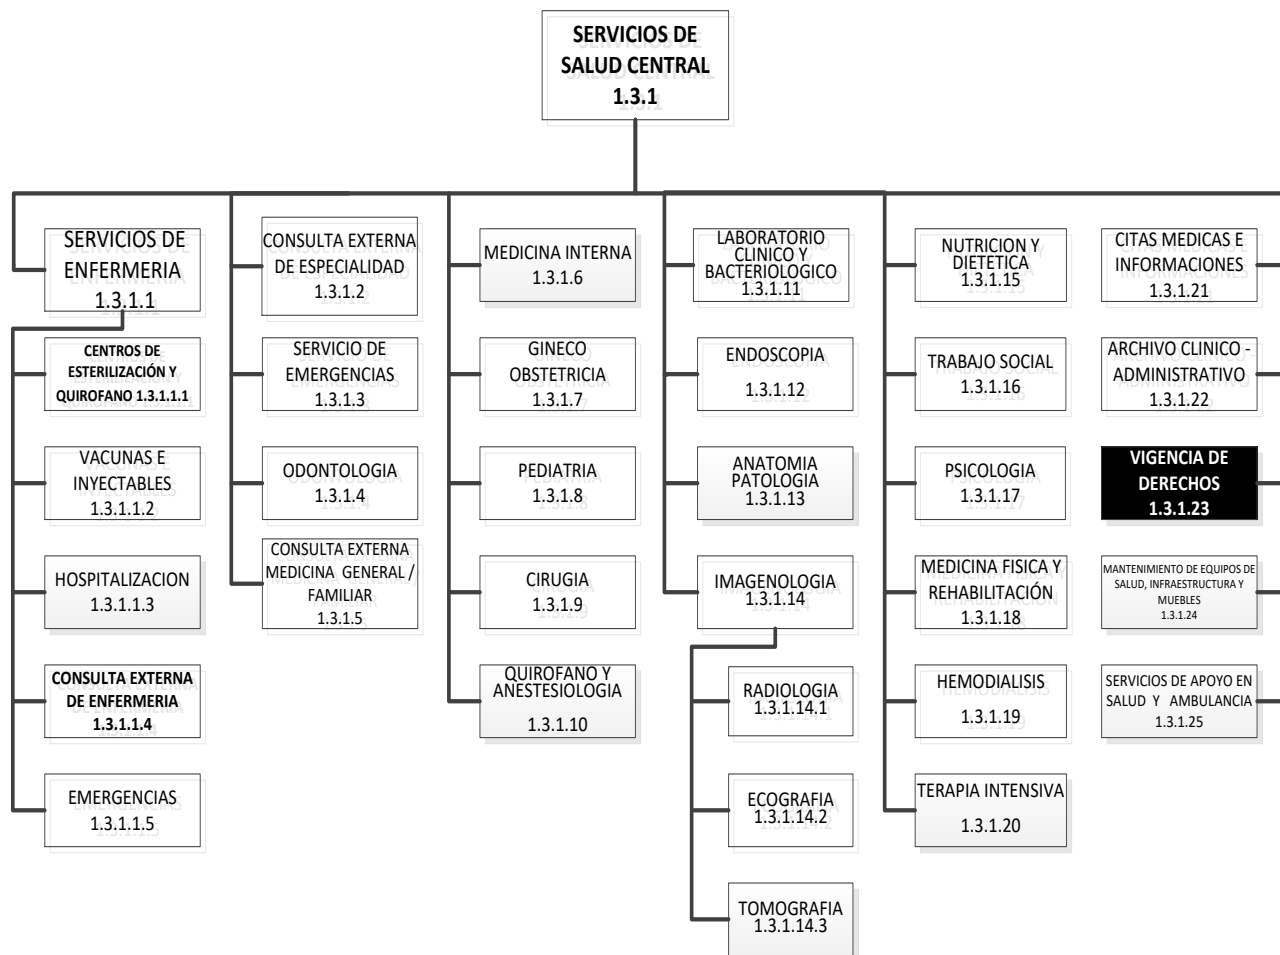 SERVICIOS DE
SALUD CENTRAL
1.3.1
SERVICIOS DE
ENFERMERIA
1.3.1.1
CENTROS DE
ESTERILIZACIÓN Y
QUIROFANO 1.3.1.1.1
VACUNAS E
INYECTABLES
1.3.1.1.2
HOSPITALIZACION
1.3.1.1.3
CONSULTA EXTERNA
DE ENFERMERIA
1.3.1.1.4
EMERGENCIAS
1.3.1.1.5
CONSULTA EXTERNA
DE ESPECIALIDAD
1.3.1.2
SERVICIO DE
EMERGENCIAS
1.3.1.3
ODONTOLOGIA
1.3.1.4
CONSULTA EXTERNA
MEDICINA GENERAL /
FAMILIAR
1.3.1.5
MEDICINA INTERNA
1.3.1.6
GINECO
OBSTETRICIA
1.3.1.7
PEDIATRIA
1.3.1.8
CIRUGIA
1.3.1.9
QUIROFANO Y
ANESTESIOLOGIA
1.3.1.10
LABORATORIO
CLINICO Y
BACTERIOLOGICO
1.3.1.11
ENDOSCOPIA
1.3.1.12
ANATOMIA
PATOLOGIA
1.3.1.13
IMAGENOLOGIA
1.3.1.14
RADIOLOGIA
1.3.1.14.1
ECOGRAFIA
1.3.1.14.2
TOMOGRAFIA
1.3.1.14.3
NUTRICION Y
DIETETICA
1.3.1.15
TRABAJO SOCIAL
1.3.1.16
PSICOLOGIA
1.3.1.17
MEDICINA FISICA Y
REHABILITACIÓN
1.3.1.18
HEMODIALISIS
1.3.1.19
TERAPIA INTENSIVA
1.3.1.20
CITAS MEDICAS E
INFORMACIONES
1.3.1.21
ARCHIVO CLINICO -
ADMINISTRATIVO
1.3.1.22
VIGENCIA DE
DERECHOS
1.3.1.23
MANTENIMIENTO DE EQUIPOS DE
SALUD, INFRAESTRUCTURA Y
MUEBLES
1.3.1.24
SERVICIOS DE APOYO EN
SALUD Y AMBULANCIA
1.3.1.25